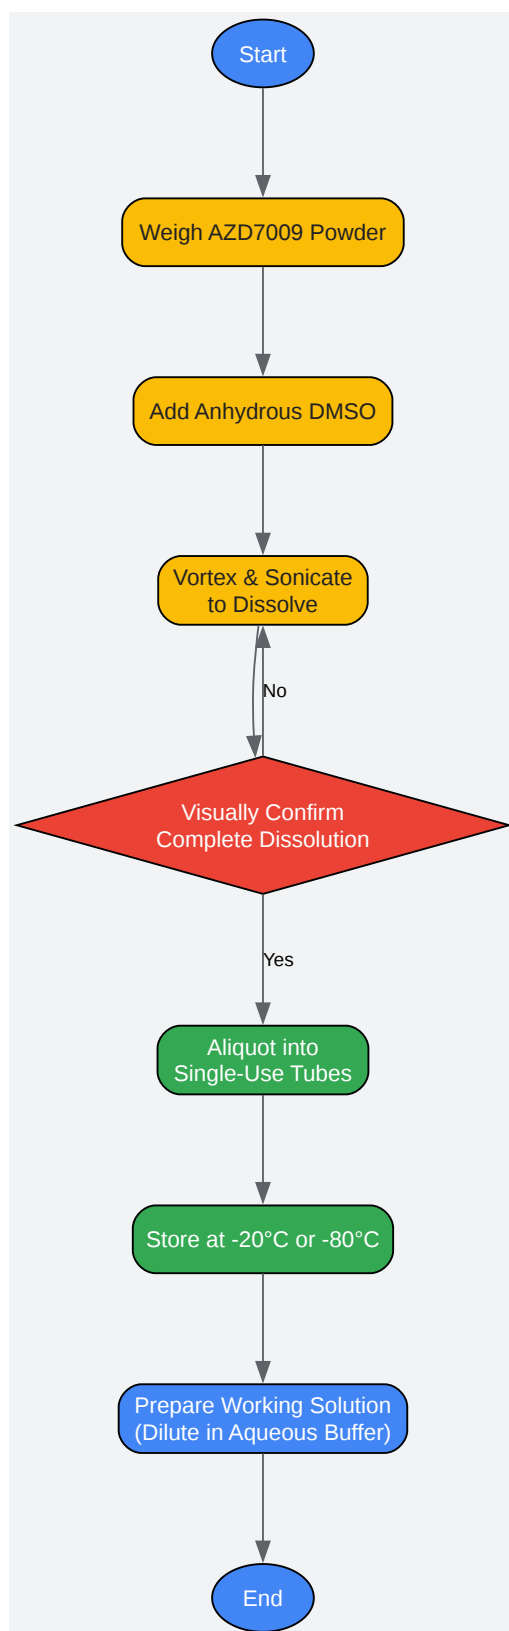 Start
Weigh AZD7009 Powder
Add Anhydrous DMSO
Vortex & Sonicate
to Dissolve
No
Visually Confirm
Complete Dissolution
Yes
Aliquot into
Single-Use Tubes
Store at -20°C or -80°C
Prepare Working Solution
(Dilute in Aqueous Buffer)
End